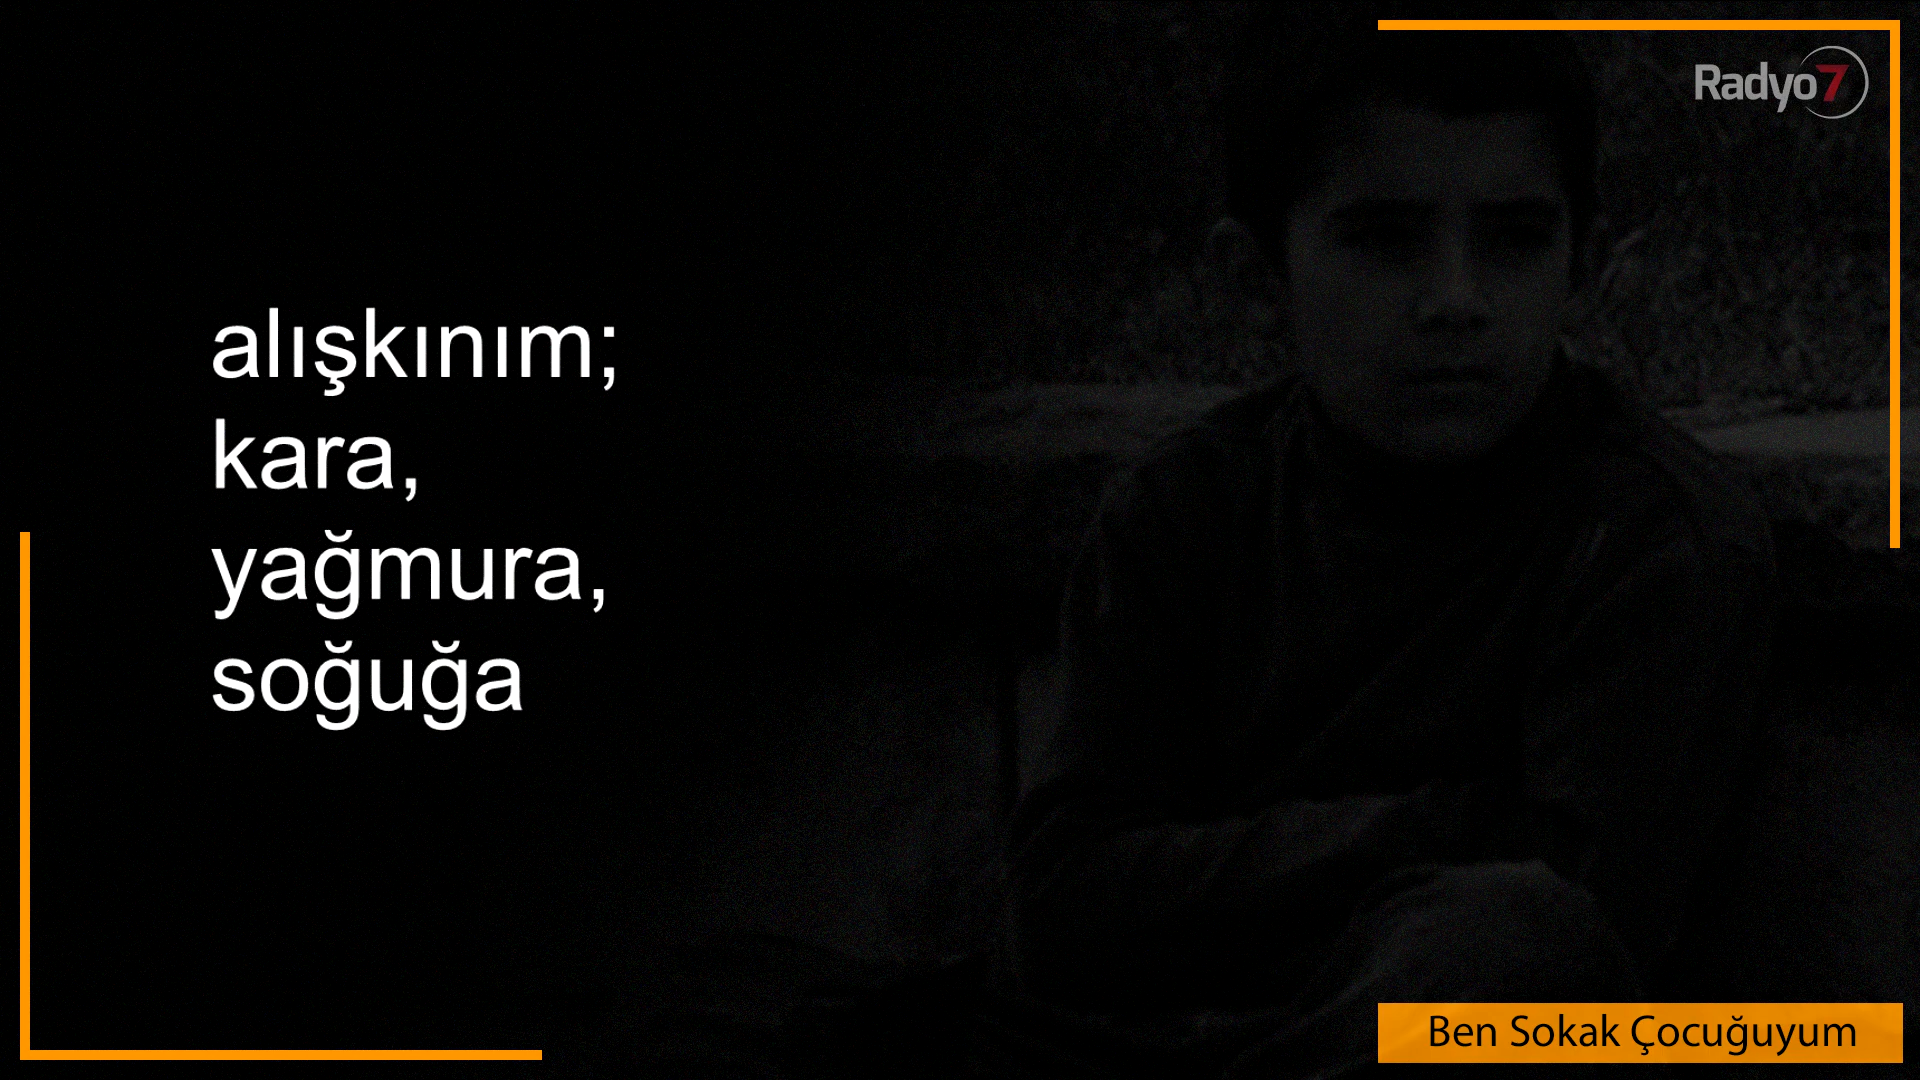 Radyo7
alışkınım;
kara,
yağmura,
soğuğa
Ben Sokak Çocuğuyum